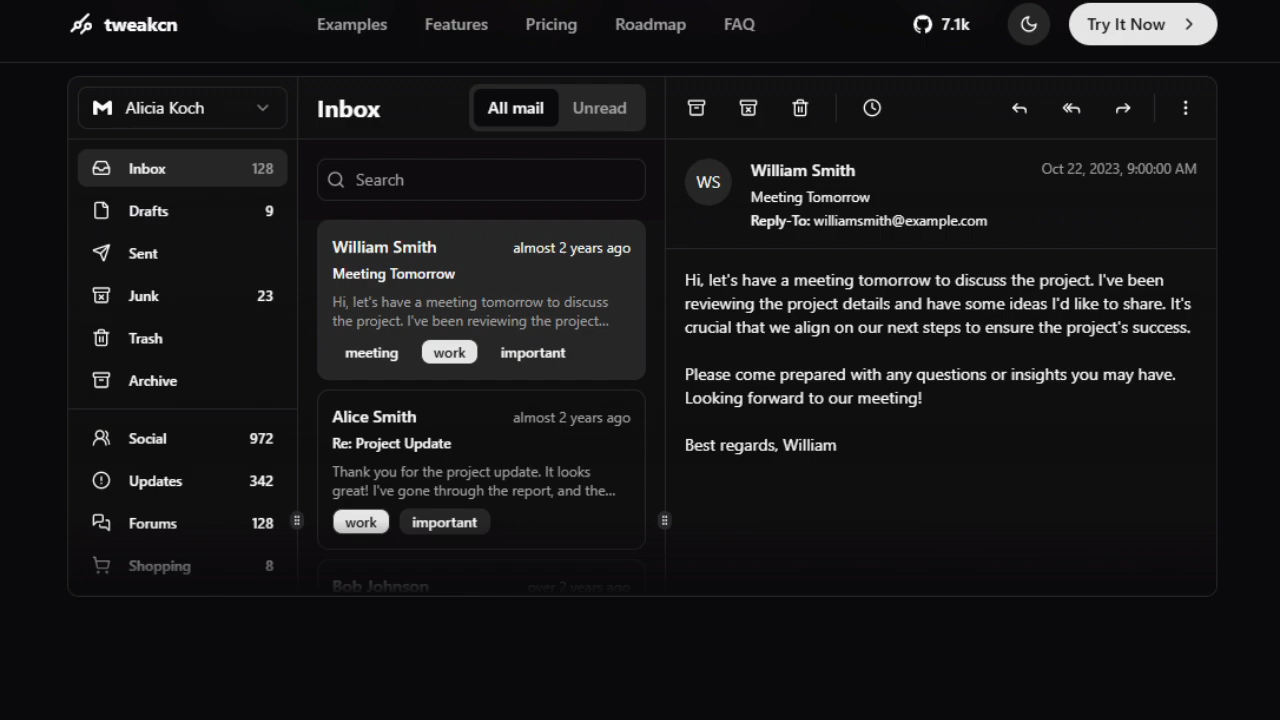 tweakcn
Examples
Features
Pricing
Roadmap
FAQ
7.1k
Try It Now
Alicia Koch
Inbox 128
Drafts 9
Sent
Junk 23
Trash
Archive
Social 972
Updates 342
Forums 128
Shopping 8
Inbox
All mail
Unread
Search
William Smith almost 2 years ago
Meeting Tomorrow
Hi, let's have a meeting tomorrow to discuss
the project. I've been reviewing the project...
meeting work important
Alice Smith almost 2 years ago
Re: Project Update
Thank you for the project update. It looks
great! I've gone through the report, and the...
work important
Bob Johnson over 2 years ago
WS
William Smith Oct 22, 2023, 9:00:00 AM
Meeting Tomorrow
Reply-To: williamsmith@example.com
Hi, let's have a meeting tomorrow to discuss the project. I've been
reviewing the project details and have some ideas I'd like to share. It's
crucial that we align on our next steps to ensure the project's success.
Please come prepared with any questions or insights you may have.
Looking forward to our meeting!
Best regards, William